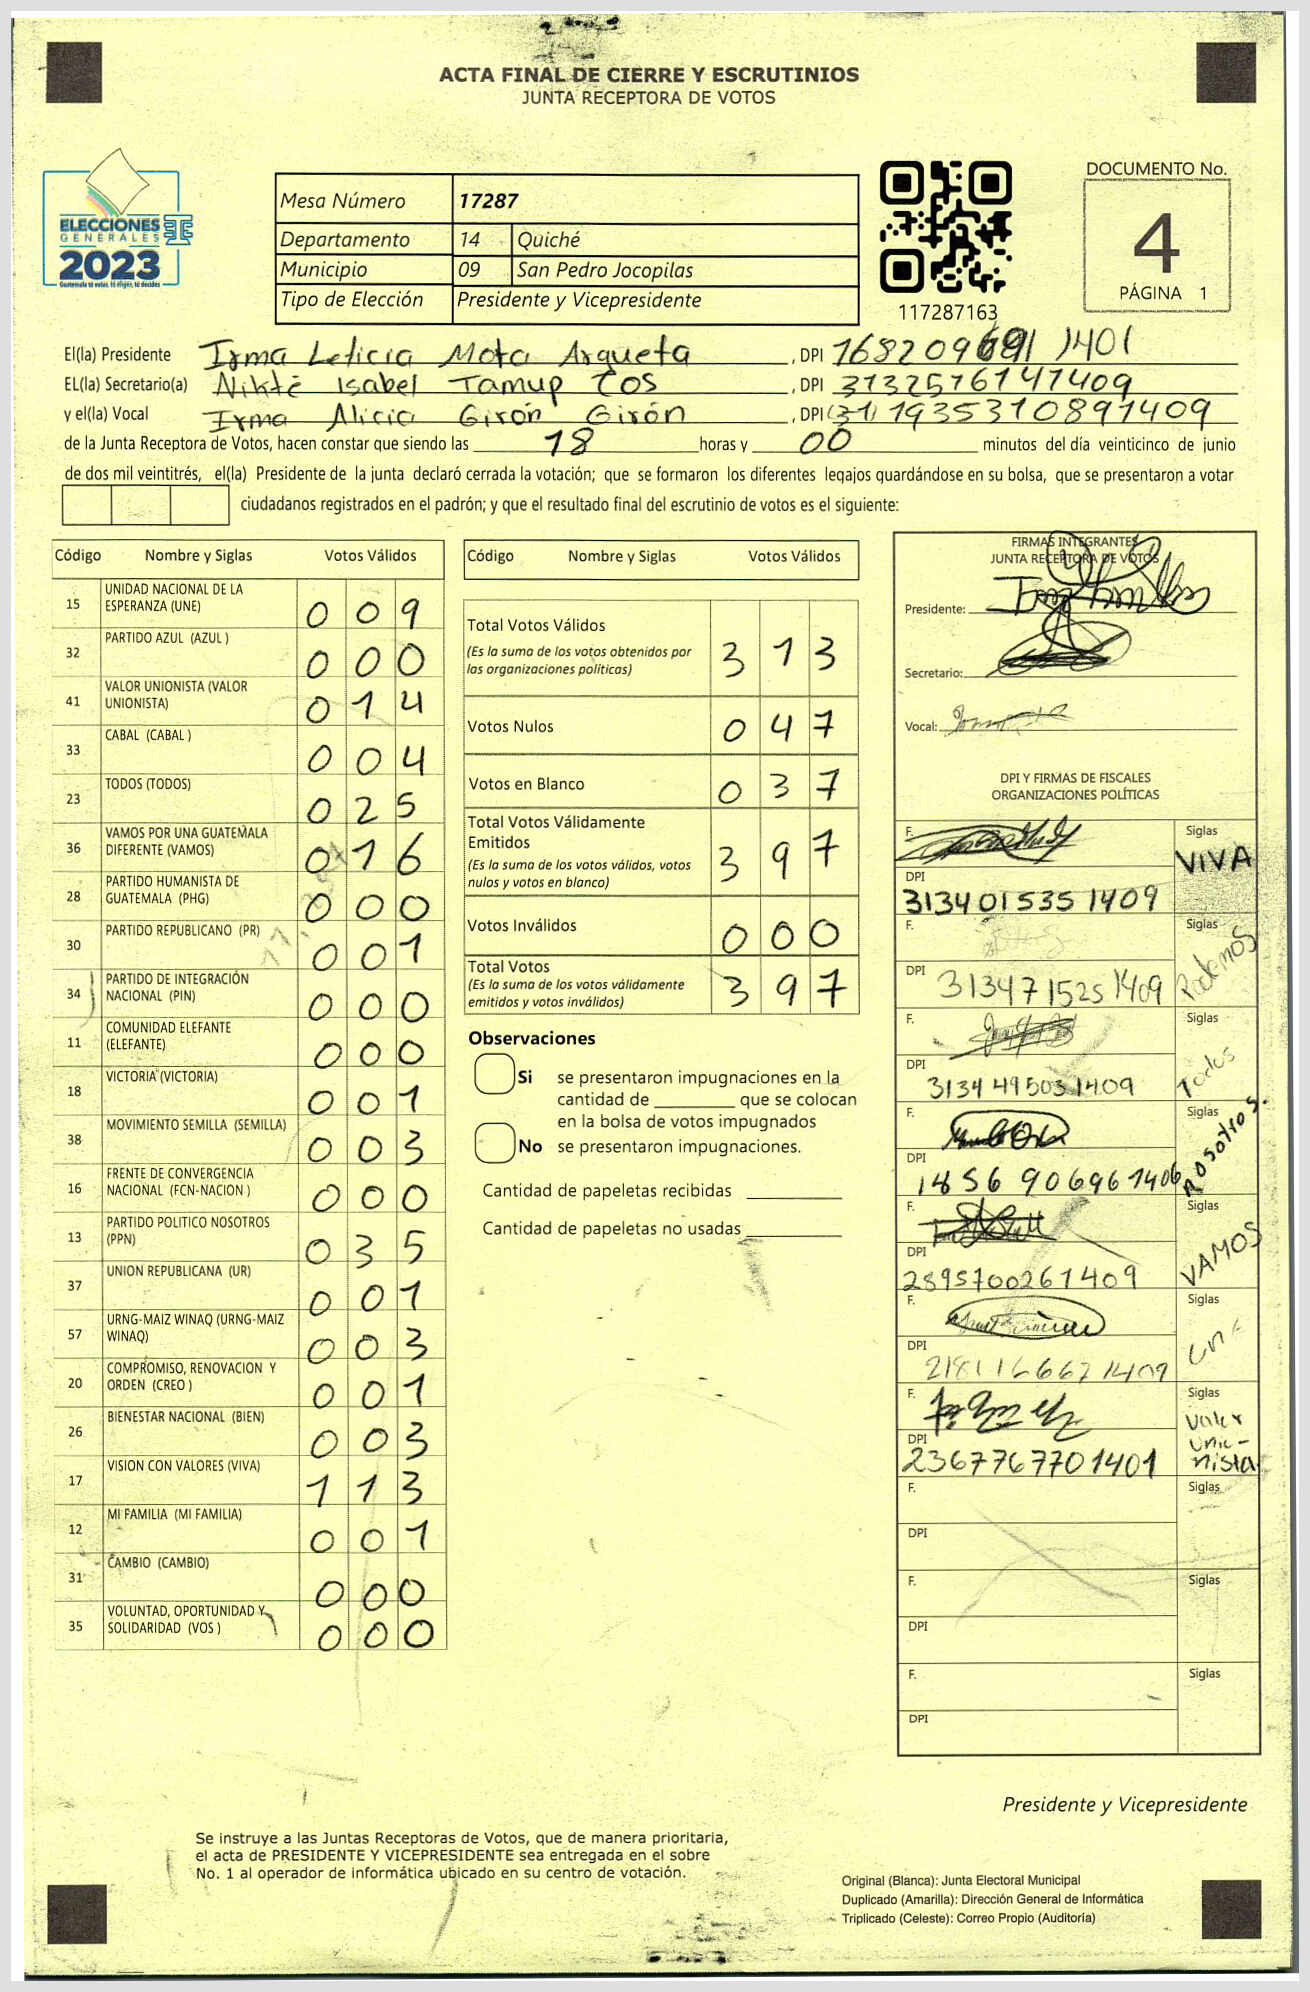 ACTA FINAL DE CIERRE Y ESCRUTINIOS
JUNTA RECEPTORA DE VOTOS
ELECCIONES
GENERALES
2023
Guatemala tú votas, tú eliges, tú decides
Mesa Número 17287
Departamento 14 Quiché
Municipio 09 San Pedro Jocopilas
Tipo de Elección Presidente y Vicepresidente
117287163
DOCUMENTO No.
4
PÁGINA 1
El(la) Presidente Irma Leticia Mota Argueta, DPI 1401
EL(la) Secretario(a) Nikté Isabel Tamup Cos, DPI 3132516141409
y el(la) Vocal Irma Alicia Girón Girón, DPI (31) 1935310891409
de la Junta Receptora de Votos, hacen constar que siendo las 18 horas y 00 minutos del día veinticinco de junio
de dos mil veintitrés, el(la) Presidente de la junta declaró cerrada la votación; que se formaron los diferentes legajos guardándose en su bolsa, que se presentaron a votar
ciudadanos registrados en el padrón; y que el resultado final del escrutinio de votos es el siguiente:
Código Nombre y Siglas Votos Válidos
15 UNIDAD NACIONAL DE LA ESPERANZA (UNE) 0 0 9
32 PARTIDO AZUL (AZUL ) 0 0 0
41 VALOR UNIONISTA (VALOR UNIONISTA) 0 1 4
33 CABAL (CABAL ) 0 0 4
23 TODOS (TODOS) 0 2 5
36 VAMOS POR UNA GUATEMALA DIFERENTE (VAMOS) 0 1 6
28 PARTIDO HUMANISTA DE GUATEMALA (PHG) 0 0 0
30 PARTIDO REPUBLICANO (PR) 0 0 1
34 PARTIDO DE INTEGRACIÓN NACIONAL (PIN) 0 0 0
11 COMUNIDAD ELEFANTE (ELEFANTE) 0 0 0
18 VICTORIA (VICTORIA) 0 0 1
38 MOVIMIENTO SEMILLA (SEMILLA) 0 0 3
16 FRENTE DE CONVERGENCIA NACIONAL (FCN-NACION ) 0 0 0
13 PARTIDO POLITICO NOSOTROS (PPN) 0 3 5
37 UNION REPUBLICANA (UR) 0 0 1
57 URNG-MAIZ WINAQ (URNG-MAIZ WINAQ) 0 0 3
20 COMPROMISO, RENOVACION Y ORDEN (CREO ) 0 0 1
26 BIENESTAR NACIONAL (BIEN) 0 0 3
17 VISION CON VALORES (VIVA) 1 1 3
12 MI FAMILIA (MI FAMILIA) 0 0 1
31 CAMBIO (CAMBIO) 0 0 0
35 VOLUNTAD, OPORTUNIDAD Y SOLIDARIDAD (VOS ) 0 0 0
Código Nombre y Siglas Votos Válidos
Total Votos Válidos 3 1 3
(Es la suma de los votos obtenidos por
las organizaciones políticas)
Votos Nulos 0 4 7
Votos en Blanco 0 3 7
Total Votos Válidamente
Emitidos 3 9 7
(Es la suma de los votos válidos, votos
nulos y votos en blanco)
Votos Inválidos 0 0 0
Total Votos 3 9 7
(Es la suma de los votos válidamente
emitidos y votos inválidos)
Observaciones
Si se presentaron impugnaciones en la
cantidad de ________ que se colocan
en la bolsa de votos impugnados
No se presentaron impugnaciones.
Cantidad de papeletas recibidas
Cantidad de papeletas no usadas
FIRMAS INTEGRANTES
JUNTA RECEPTORA DE VOTOS
Presidente:
Secretario:
Vocal:
DPI Y FIRMAS DE FISCALES
ORGANIZACIONES POLÍTICAS
F. Siglas VIVA
DPI 313401535 1409
F. Siglas Podemos
DPI 31347 1525 1409
F. Siglas Todos
DPI 3134 49503 1409
F. Siglas Nosotros.
DPI 1856 90696 1406
F. Siglas VAMOS
DPI 2895700261409
F. Siglas une
DPI 218116667 1409
F. Siglas Valor Unionista
DPI 2367767701401
F. Siglas
DPI
F. Siglas
DPI
F. Siglas
DPI
Presidente y Vicepresidente
Se instruye a las Juntas Receptoras de Votos, que de manera prioritaria,
el acta de PRESIDENTE Y VICEPRESIDENTE sea entregada en el sobre
No. 1 al operador de informática ubicado en su centro de votación.
Original (Blanca): Junta Electoral Municipal
Duplicado (Amarilla): Dirección General de Informática
Triplicado (Celeste): Correo Propio (Auditoría)